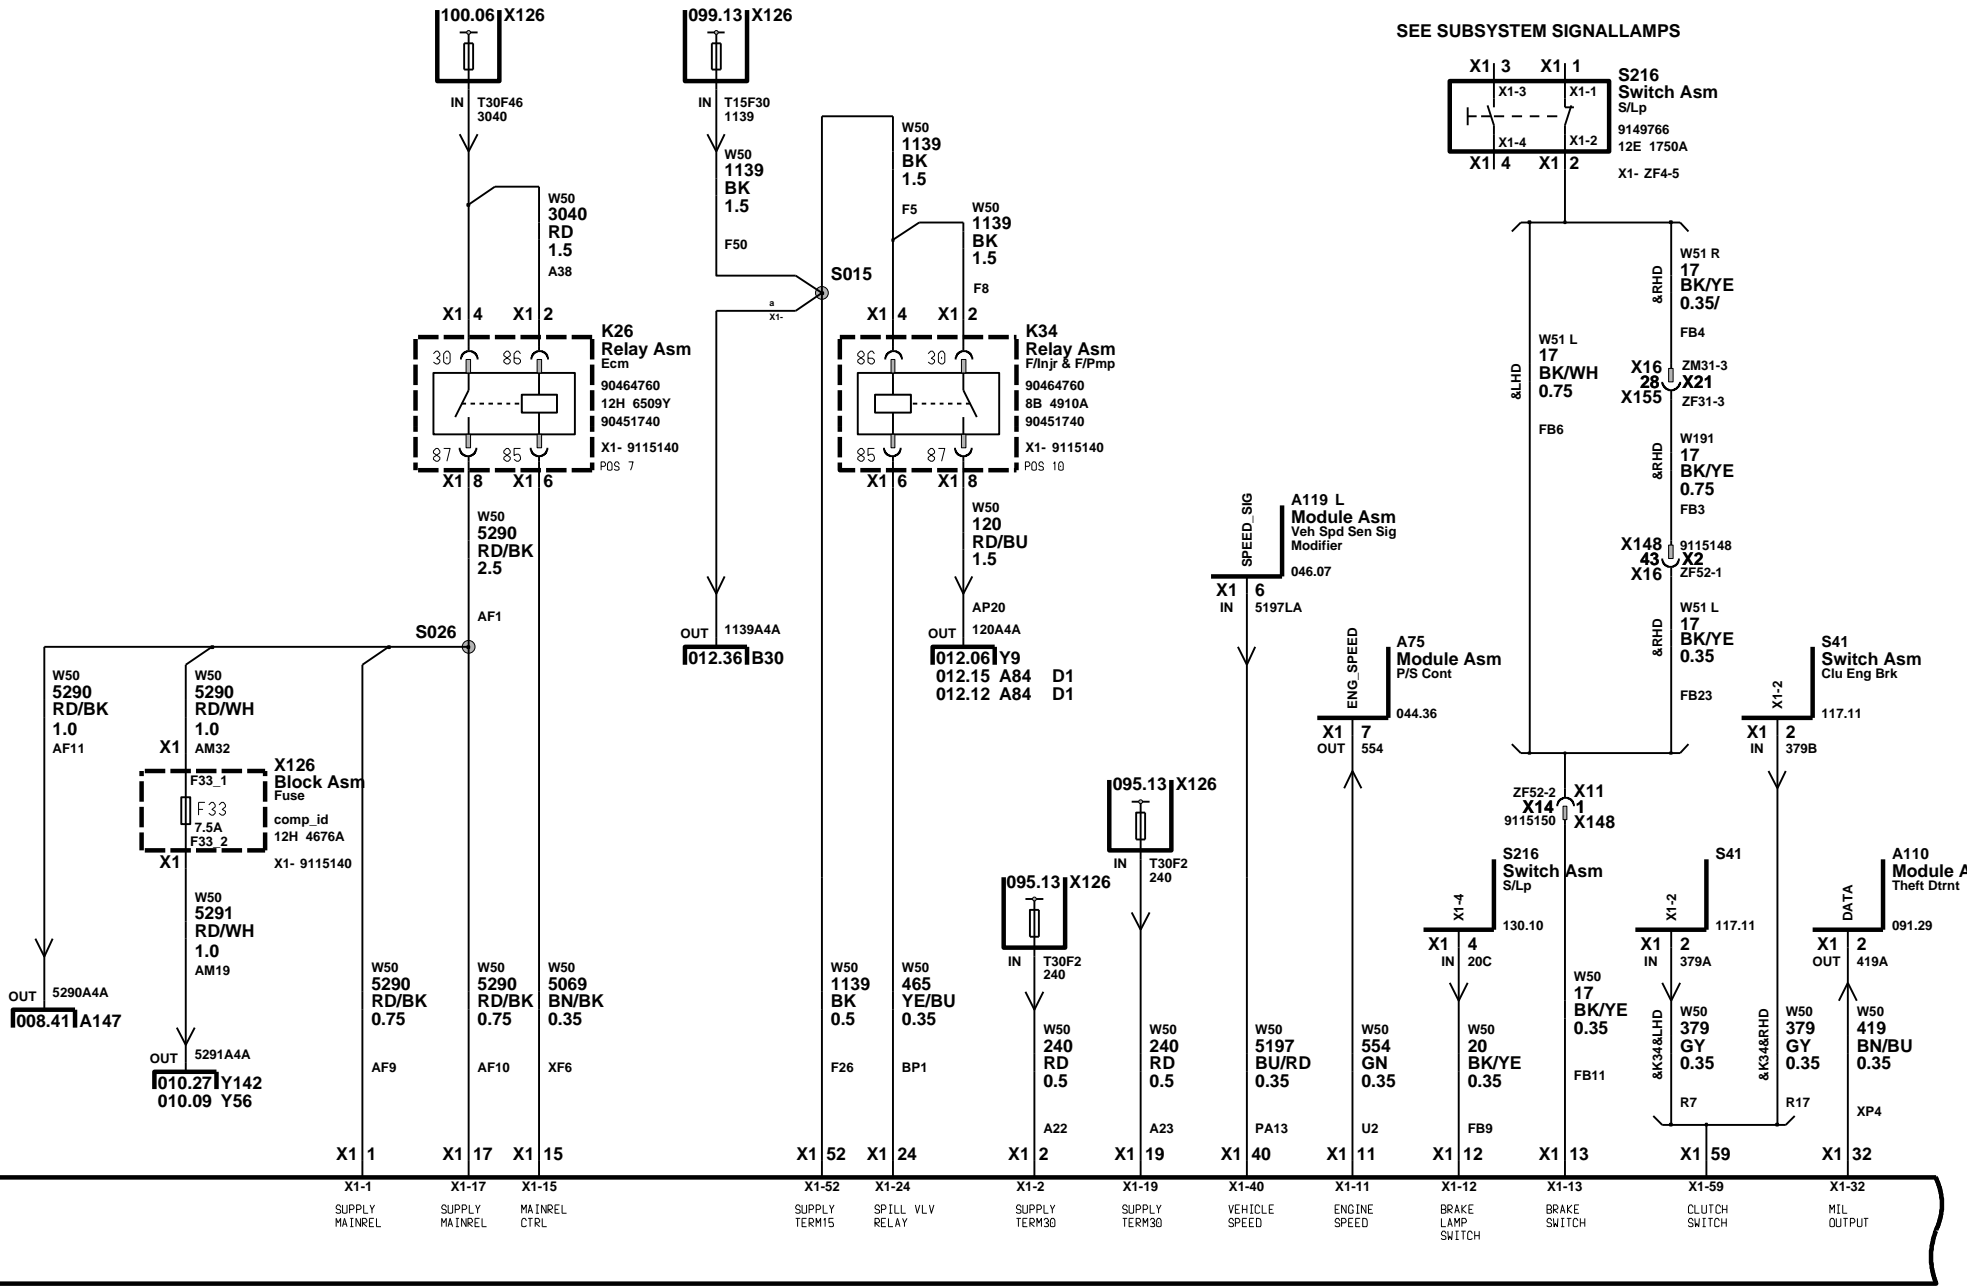 100.06 X126
IN T30F46
3040
W50
3040
RD
1.5
A38
X1 4 X1 2
K26
Relay Asm
Ecm
90464760
12H 6509Y
90451740
X1- 9115140
POS 7
30 86
87 85
X1 8 X1 6
W50
5290
RD/BK
2.5
AF1
S026
W50
5290
RD/BK
1.0
AF11
OUT 5290A4A
008.41 A147
W50
5290
RD/WH
1.0
X1 AM32
X126
Block Asm
Fuse
comp_id
12H 4676A
X1- 9115140
F33_1
F33
7.5A
F33_2
X1
W50
5291
RD/WH
1.0
AM19
OUT 5291A4A
010.27 Y142
010.09 Y56
W50
5290
RD/BK
0.75
AF9
W50
5290
RD/BK
0.75
AF10
W50
5069
BN/BK
0.35
XF6
099.13 X126
IN T15F30
1139
W50
1139
BK
1.5
F50
S015
a
X1-
OUT 1139A4A
012.36 B30
W50
1139
BK
1.5
F5
W50
1139
BK
1.5
F8
X1 4 X1 2
K34
Relay Asm
F/Injr & F/Pmp
90464760
8B 4910A
90451740
X1- 9115140
POS 10
86 30
85 87
X1 6 X1 8
W50
120
RD/BU
1.5
AP20
OUT 120A4A
012.06 Y9
012.15 A84 D1
012.12 A84 D1
W50
1139
BK
0.5
F26
W50
465
YE/BU
0.35
BP1
095.13 X126
IN T30F2
240
W50
240
RD
0.5
A22
095.13 X126
IN T30F2
240
W50
240
RD
0.5
A23
SPEED_SIG
A119 L
Module Asm
Veh Spd Sen Sig
Modifier
046.07
X1 6
IN 5197LA
W50
5197
BU/RD
0.35
PA13
ENG_SPEED
A75
Module Asm
P/S Cont
044.36
X1 7
OUT 554
W50
554
GN
0.35
U2
SEE SUBSYSTEM SIGNALLAMPS
X1 3 X1 1
X1-3 X1-1
X1-4 X1-2
X1 4 X1 2
S216
Switch Asm
S/Lp
9149766
12E 1750A
X1- ZF4-5
&LHD
W51 L
17
BK/WH
0.75
FB6
&RHD
W51 R
17
BK/YE
0.35/
FB4
X16 ZM31-3
28 X21
X155 ZF31-3
&RHD
W191
17
BK/YE
0.75
FB3
X148 9115148
43 X2
X16 ZF52-1
&RHD
W51 L
17
BK/YE
0.35
FB23
ZF52-2 X11
X14 1
9115150 X148
W50
17
BK/YE
0.35
FB11
X1-4
S216
Switch Asm
S/Lp
130.10
X1 4
IN 20C
W50
20
BK/YE
0.35
FB9
X1-2
S41
Switch Asm
Clu Eng Brk
117.11
X1 2
IN 379B
X1-2
S41
117.11
X1 2
IN 379A
&K34&LHD
W50
379
GY
0.35
R7
&K34&RHD
W50
379
GY
0.35
R17
DATA
A110
Module A
Theft Dtrnt
091.29
X1 2
OUT 419A
W50
419
BN/BU
0.35
XP4
X1 1 X1 17 X1 15 X1 52 X1 24 X1 2 X1 19 X1 40 X1 11 X1 12 X1 13 X1 59 X1 32
X1-1 X1-17 X1-15 X1-52 X1-24 X1-2 X1-19 X1-40 X1-11 X1-12 X1-13 X1-59 X1-32
SUPPLY SUPPLY MAINREL SUPPLY SPILL VLV SUPPLY SUPPLY VEHICLE ENGINE BRAKE BRAKE CLUTCH MIL
MAINREL MAINREL CTRL TERM15 RELAY TERM30 TERM30 SPEED SPEED LAMP SWITCH SWITCH OUTPUT
SWITCH